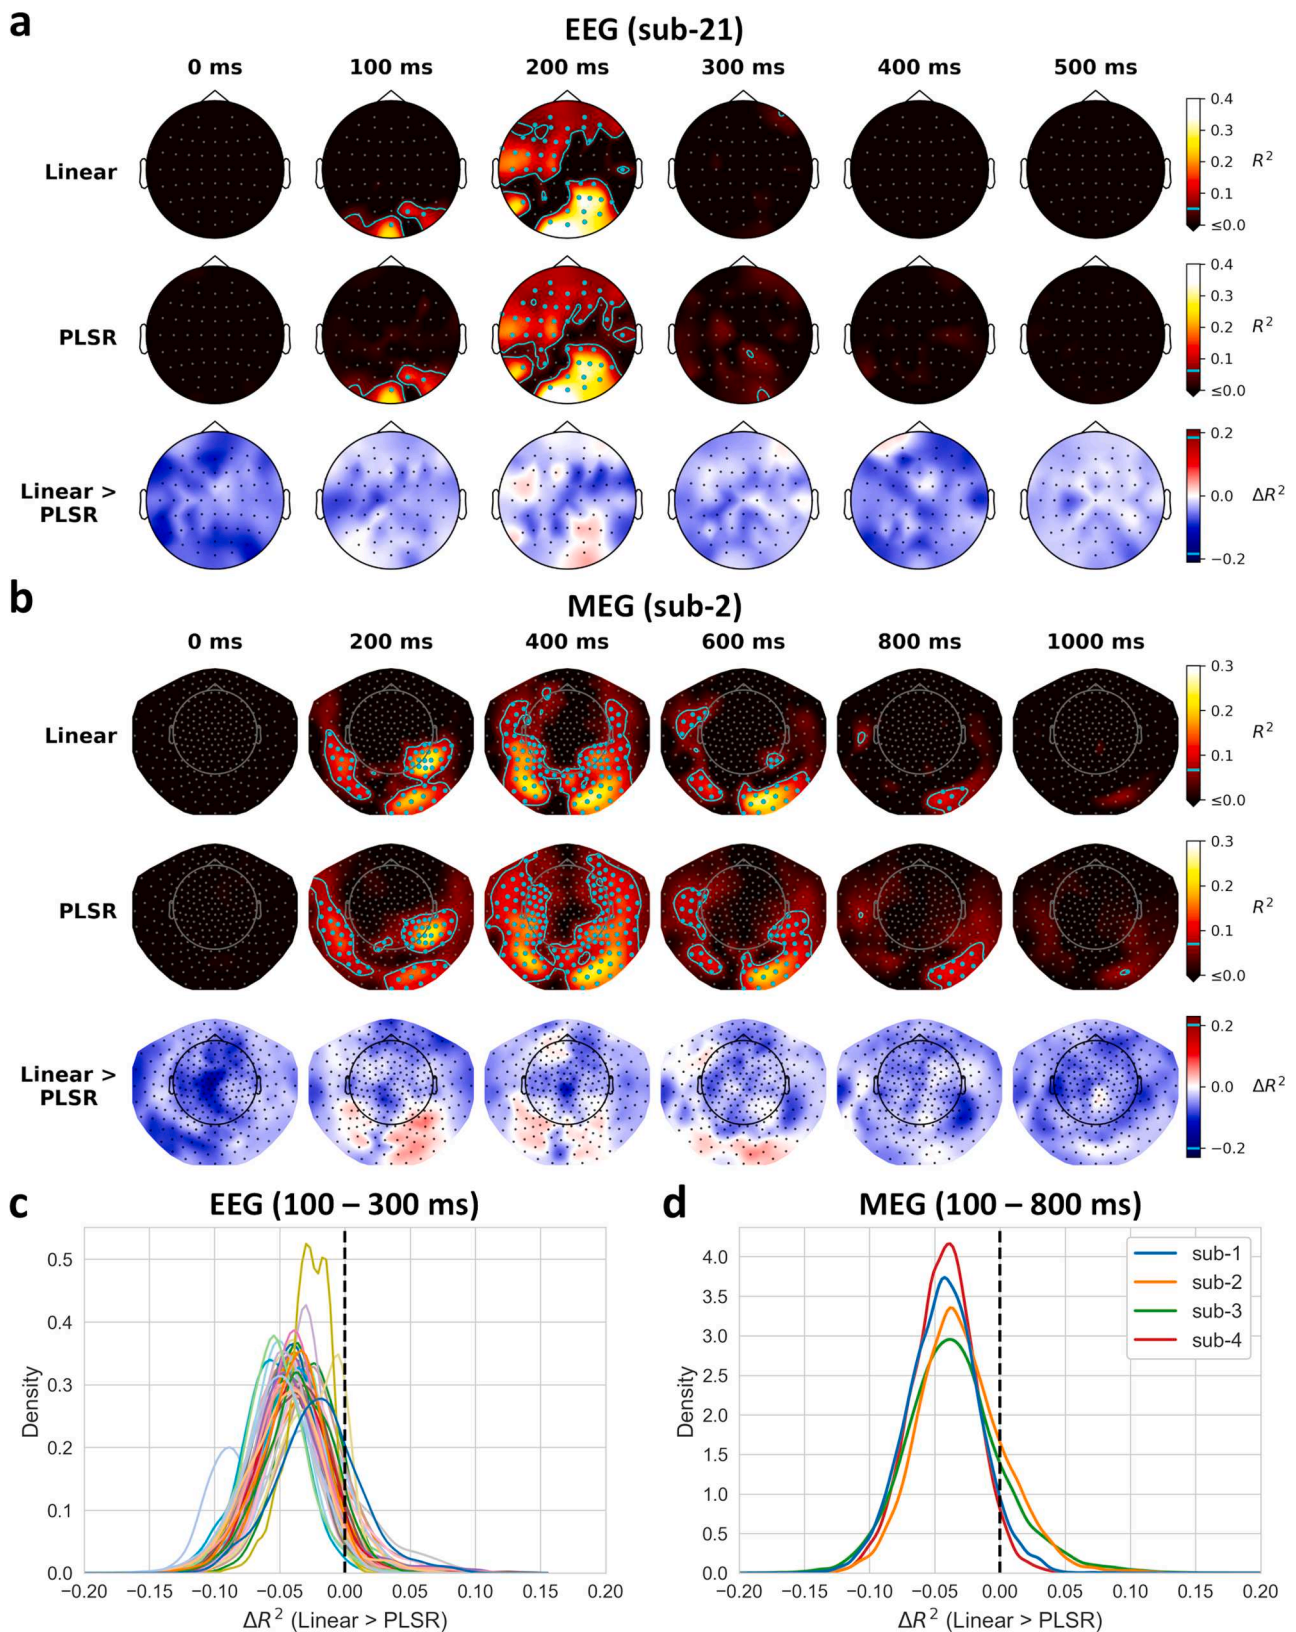 a
EEG (sub-21)
0 ms 100 ms 200 ms 300 ms 400 ms 500 ms
Linear
0.4
0.3
0.2
0.1
≤0.0
R²
PLSR
0.4
0.3
0.2
0.1
≤0.0
R²
Linear >
PLSR
0.2
0.0
−0.2
ΔR²
b
MEG (sub-2)
0 ms 200 ms 400 ms 600 ms 800 ms 1000 ms
Linear
0.3
0.2
0.1
≤0.0
R²
PLSR
0.3
0.2
0.1
≤0.0
R²
Linear >
PLSR
0.2
0.0
−0.2
ΔR²
c
EEG (100 – 300 ms)
Density
0.5
0.4
0.3
0.2
0.1
0.0
−0.20 −0.15 −0.10 −0.05 0.00 0.05 0.10 0.15 0.20
ΔR² (Linear > PLSR)
d
MEG (100 – 800 ms)
Density
4.0
3.5
3.0
2.5
2.0
1.5
1.0
0.5
0.0
sub-1
sub-2
sub-3
sub-4
−0.20 −0.15 −0.10 −0.05 0.00 0.05 0.10 0.15 0.20
ΔR² (Linear > PLSR)